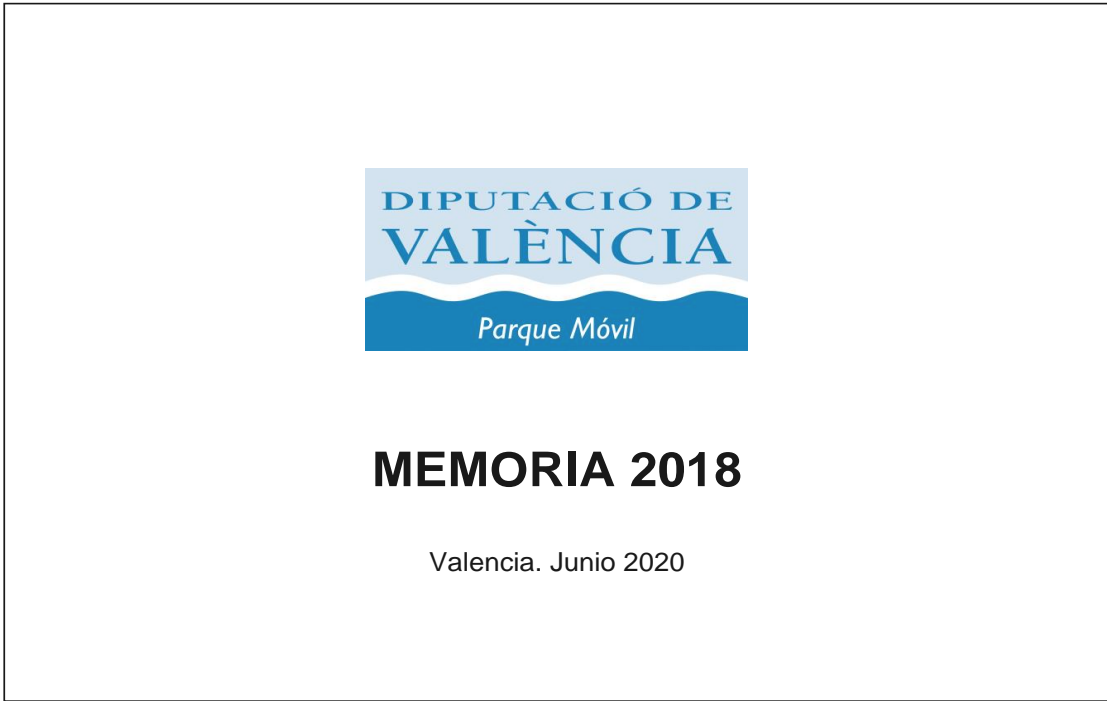 DIPUTACIÓ DE
VALÈNCIA
Parque Móvil
MEMORIA 2018
Valencia. Junio 2020